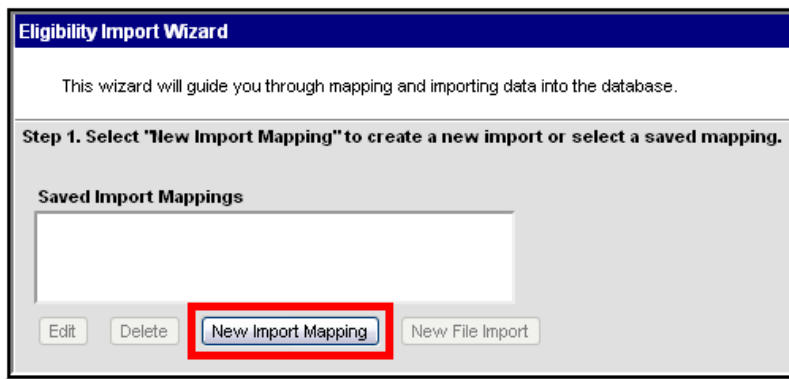 Eligibility Import Wizard
This wizard will guide you through mapping and importing data into the database.
Step 1. Select "New Import Mapping" to create a new import or select a saved mapping.
Saved Import Mappings
Edit Delete New Import Mapping New File Import